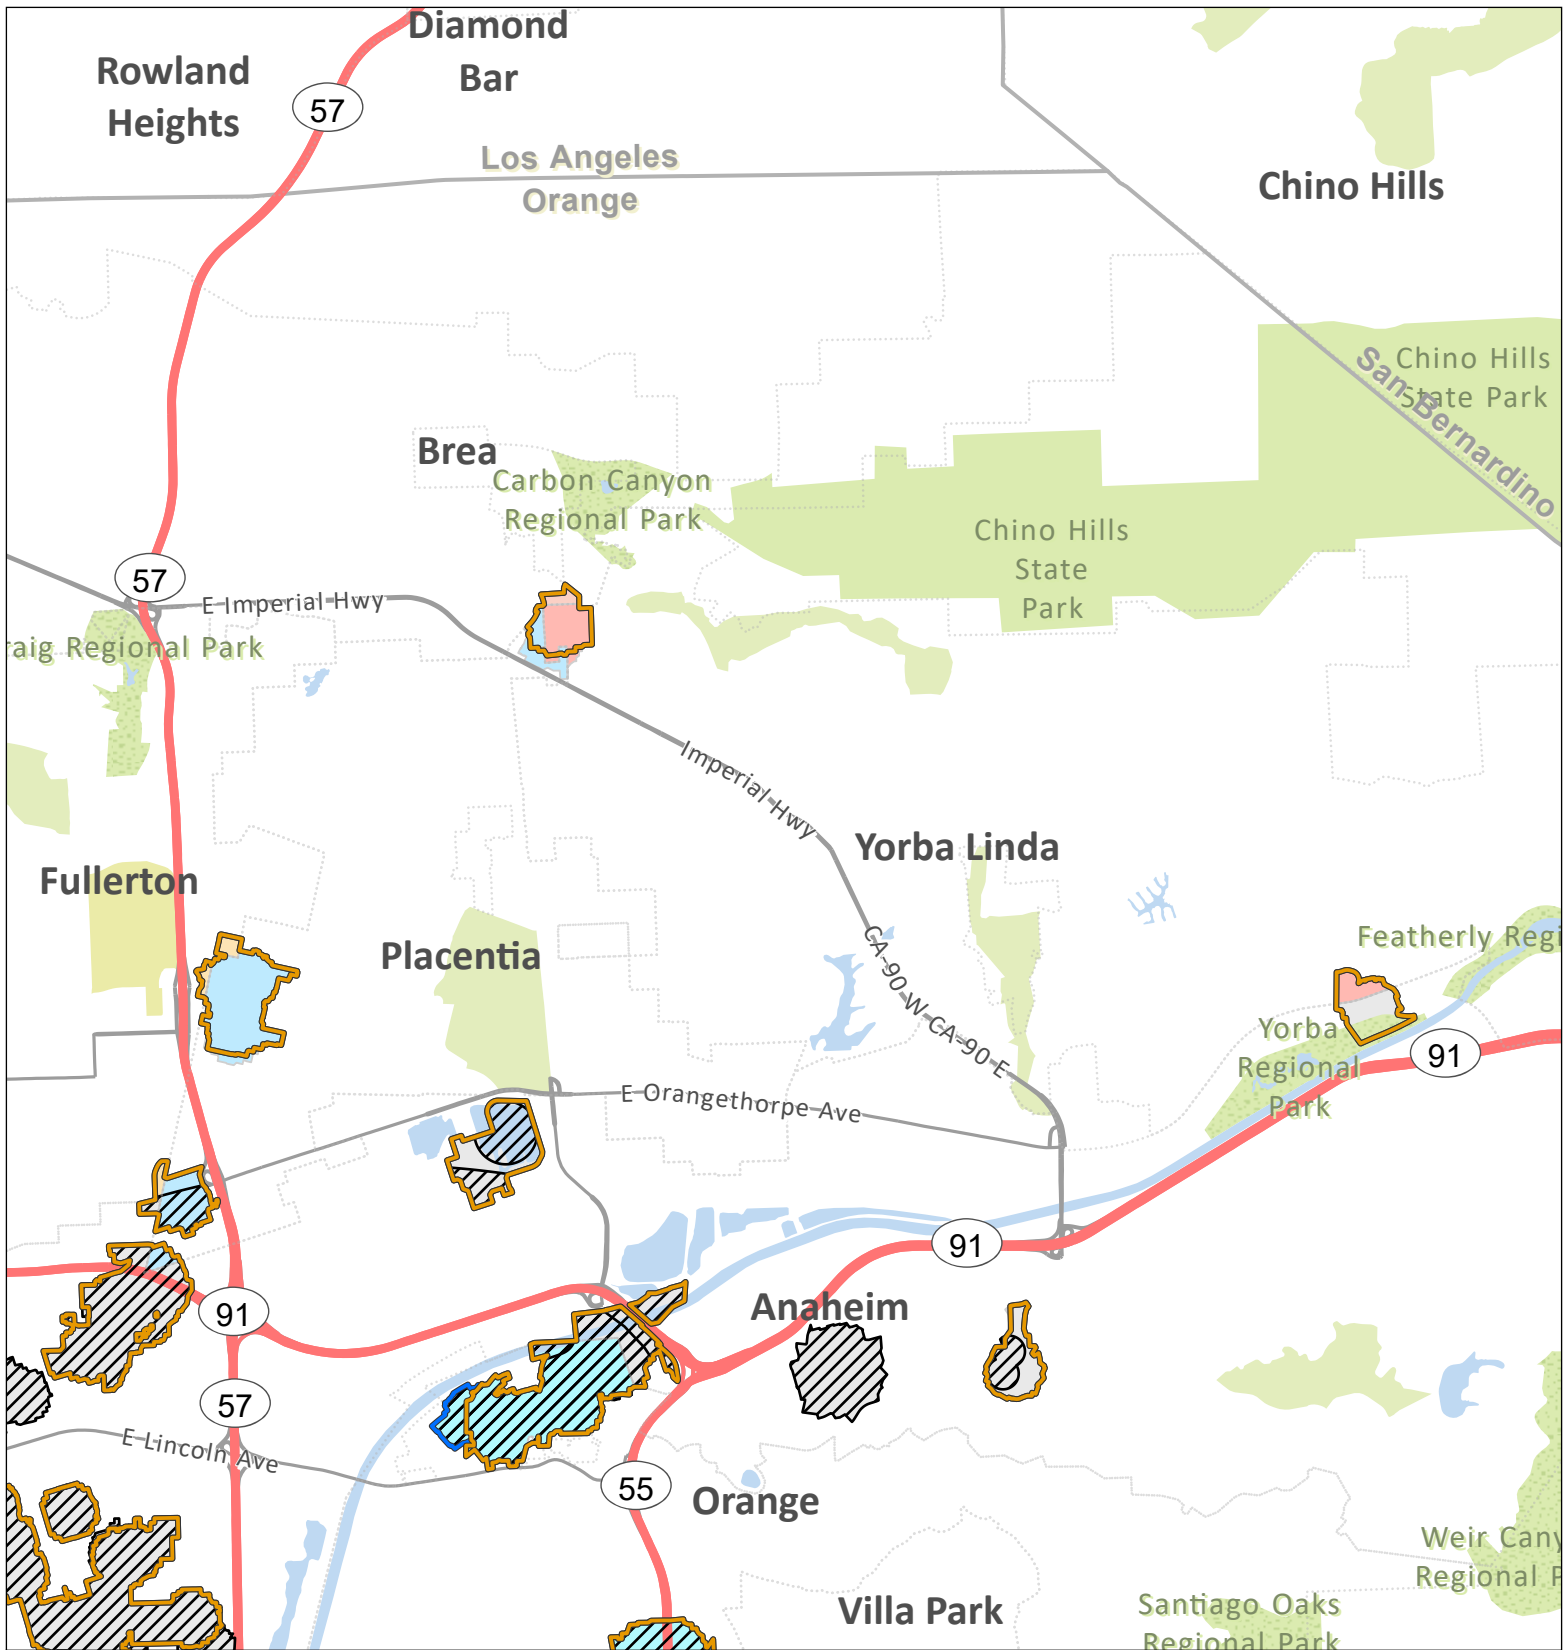 Diamond
Bar
Rowland
Heights
57
Los Angeles
Orange
Chino Hills
Chino Hills
State Park
San Bernardino
Brea
Carbon Canyon
Regional Park
Chino Hills
State
Park
57
E Imperial Hwy
raig Regional Park
Imperial Hwy
Yorba Linda
Fullerton
Placentia
CA-90 W
CA-90 E
Featherly Regi
Yorba
Regional
Park
91
E Orangethorpe Ave
91
Anaheim
91
57
E Lincoln Ave
55
Orange
Weir Cany
Regional P
Villa Park
Santiago Oaks
Regional Park